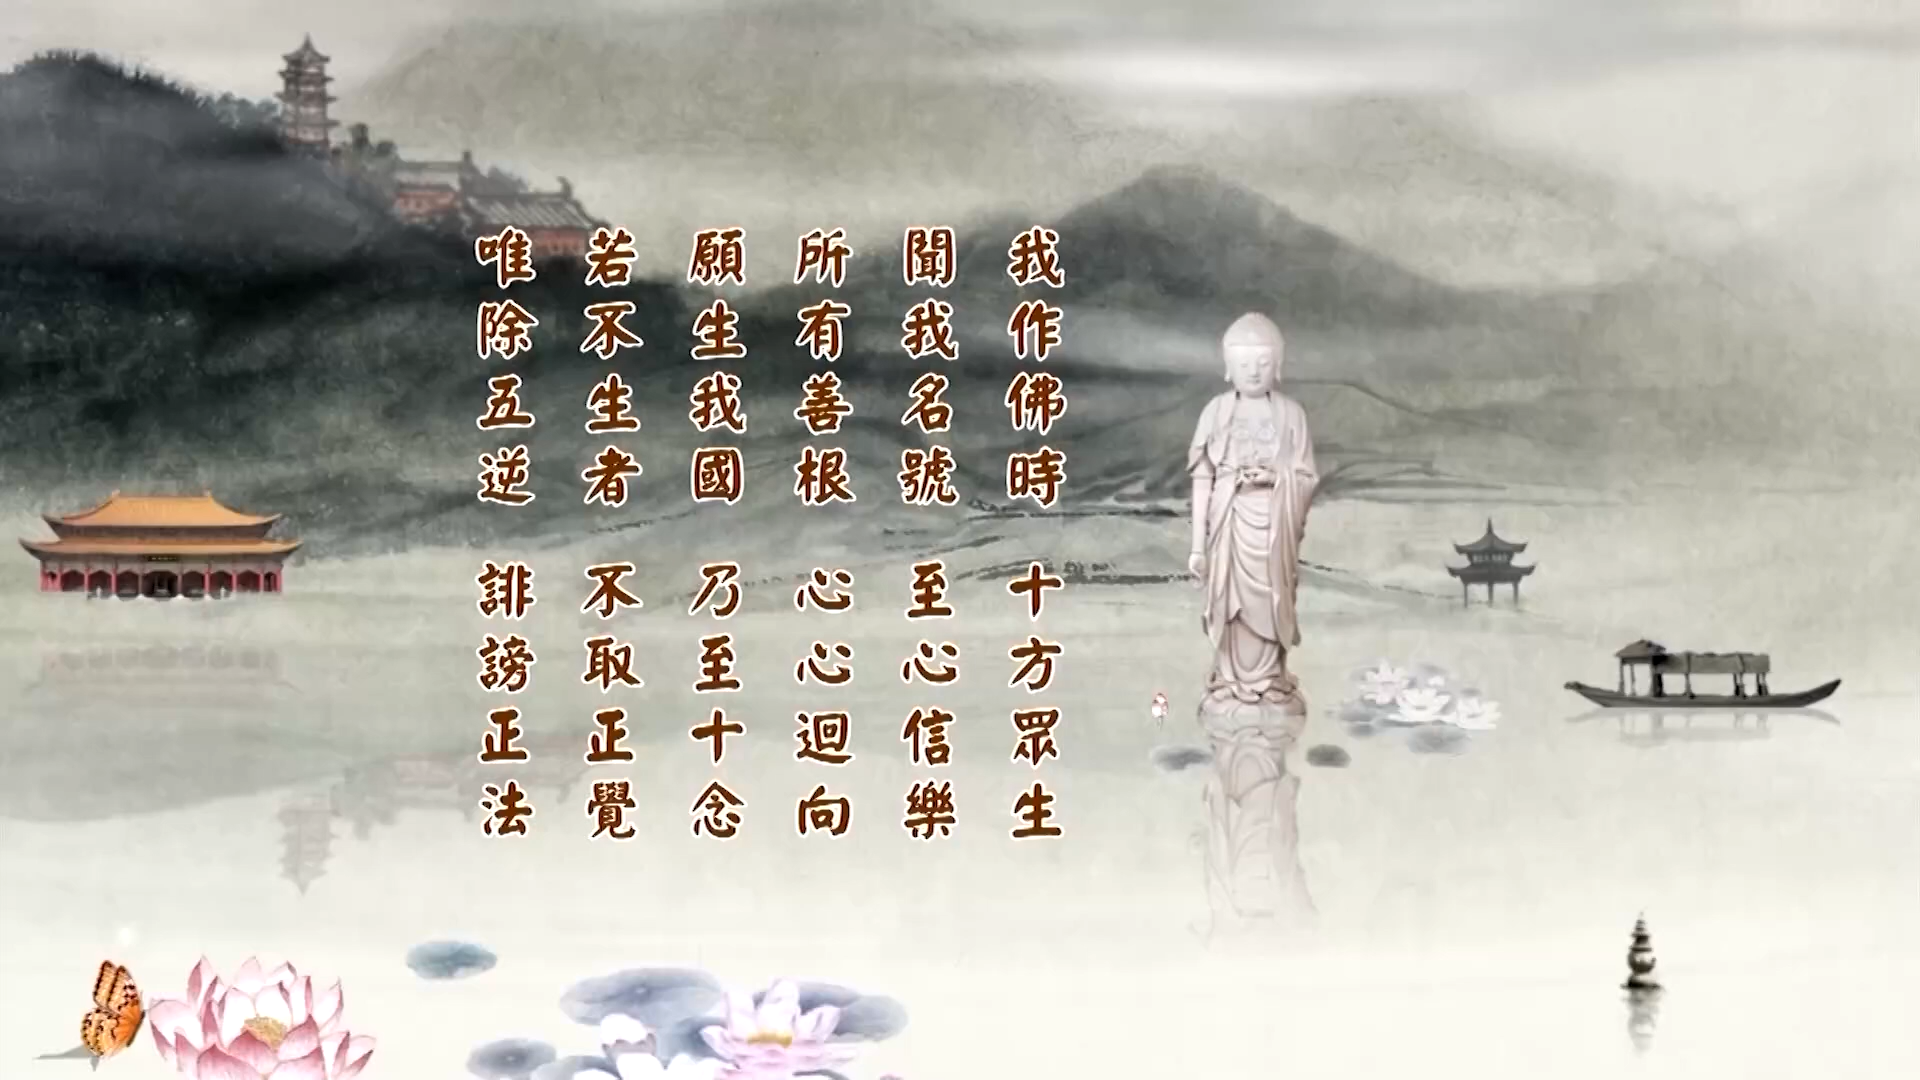 我作佛時 十方眾生
聞我名號 至心信樂
所有善根 心心迴向
願生我國 乃至十念
若不生者 不取正覺
唯除五逆 誹謗正法